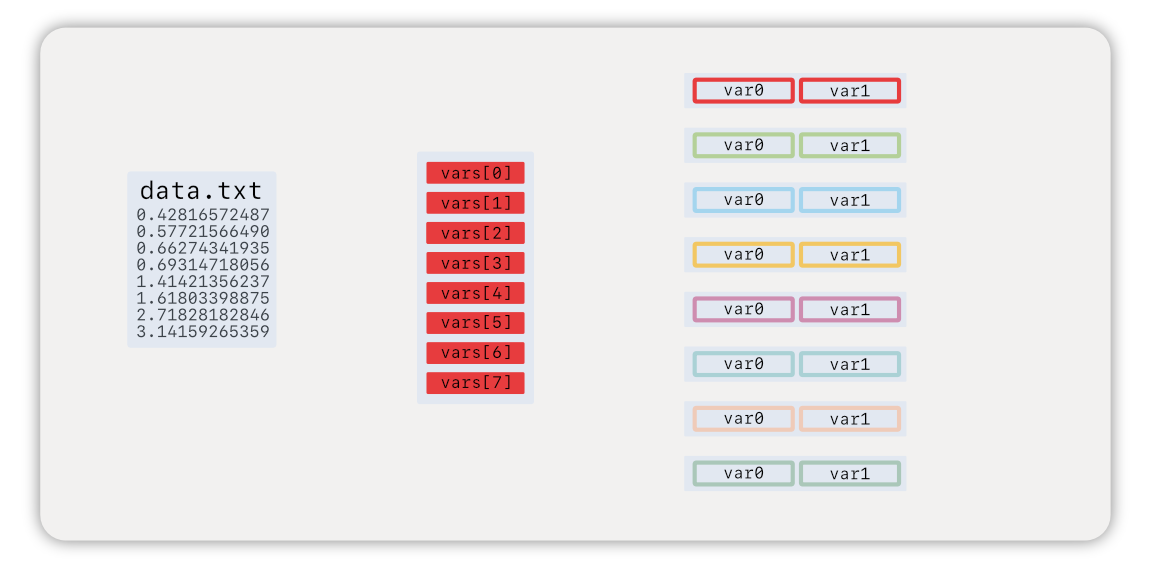 data.txt
0.42816572487
0.57721566490
0.66274341935
0.69314718056
1.41421356237
1.61803398875
2.71828182846
3.14159265359
vars[0]
vars[1]
vars[2]
vars[3]
vars[4]
vars[5]
vars[6]
vars[7]
var0 var1
var0 var1
var0 var1
var0 var1
var0 var1
var0 var1
var0 var1
var0 var1